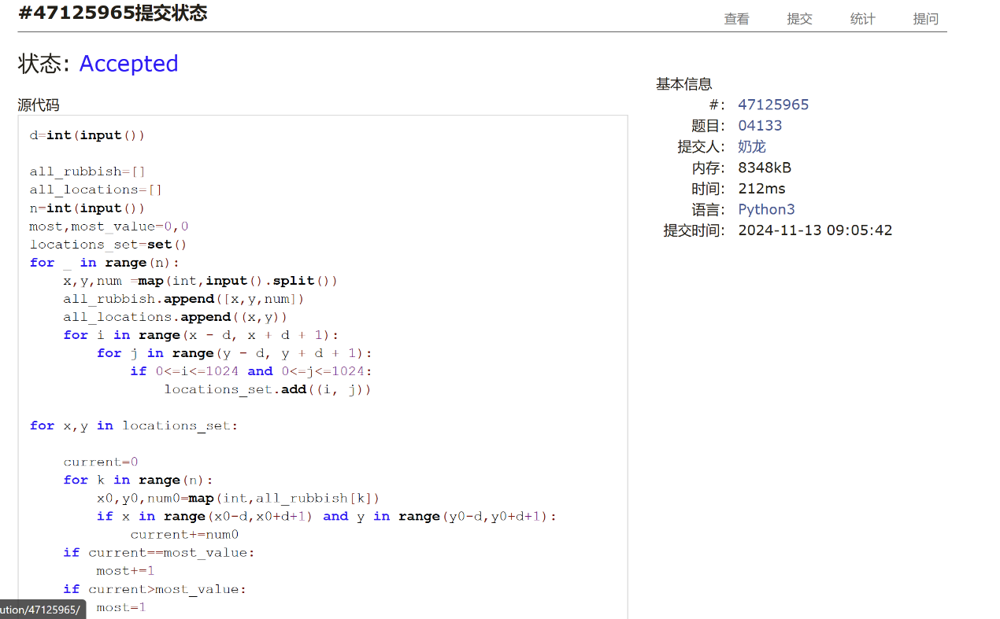 #47125965提交状态
查看 提交 统计 提问
状态: Accepted
源代码
d=int(input())
all_rubbish=[]
all_locations=[]
n=int(input())
most,most_value=0,0
locations_set=set()
for _ in range(n):
    x,y,num =map(int,input().split())
    all_rubbish.append([x,y,num])
    all_locations.append((x,y))
    for i in range(x - d, x + d + 1):
        for j in range(y - d, y + d + 1):
            if 0<=i<=1024 and 0<=j<=1024:
                locations_set.add((i, j))
for x,y in locations_set:
    current=0
    for k in range(n):
        x0,y0,num0=map(int,all_rubbish[k])
        if x in range(x0-d,x0+d+1) and y in range(y0-d,y0+d+1):
            current+=num0
    if current==most_value:
        most+=1
    if current>most_value:
        most=1
ution/47125965/
基本信息
#: 47125965
题目: 04133
提交人: 奶龙
内存: 8348kB
时间: 212ms
语言: Python3
提交时间: 2024-11-13 09:05:42